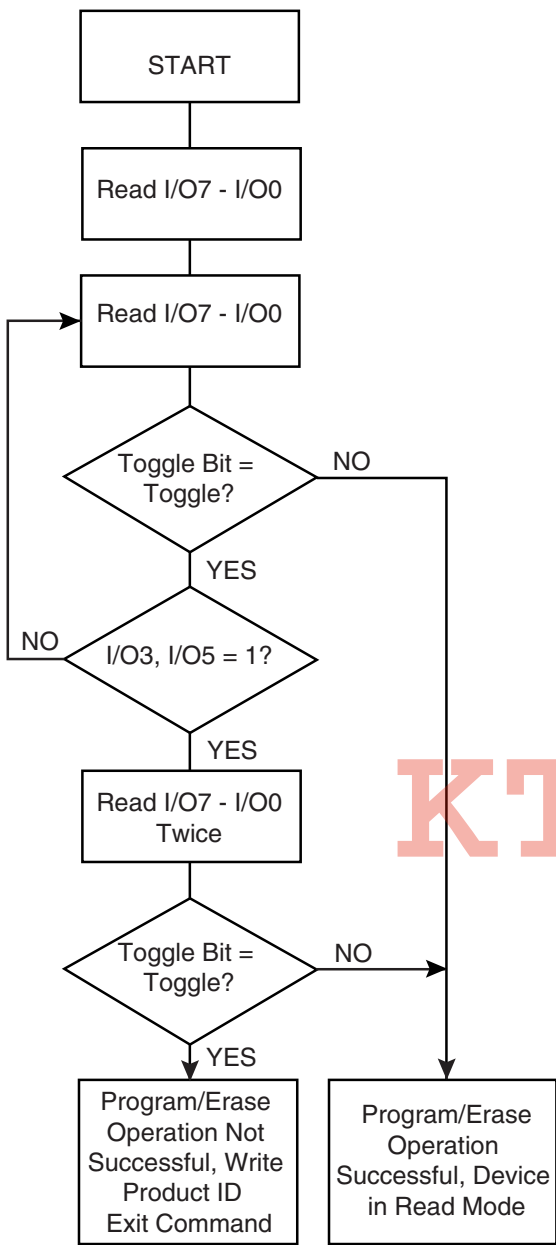 START
Read I/O7 - I/O0
Read I/O7 - I/O0
Toggle Bit =
Toggle?
NO
YES
NO
I/O3, I/O5 = 1?
YES
Read I/O7 - I/O0
Twice
KT
Toggle Bit =
Toggle?
NO
YES
Program/Erase
Operation Not
Successful, Write
Product ID
Exit Command
Program/Erase
Operation
Successful, Device
in Read Mode